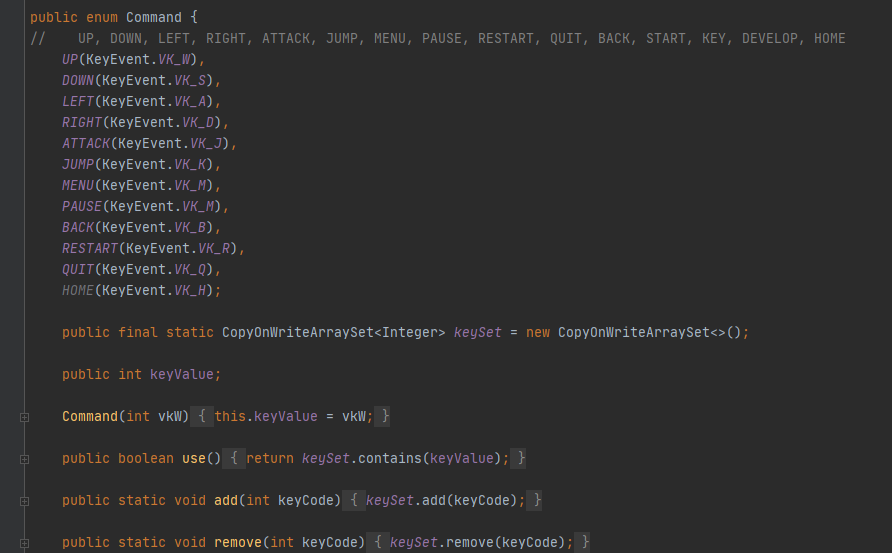 public enum Command {
//    UP, DOWN, LEFT, RIGHT, ATTACK, JUMP, MENU, PAUSE, RESTART, QUIT, BACK, START, KEY, DEVELOP, HOME
    UP(KeyEvent.VK_W),
    DOWN(KeyEvent.VK_S),
    LEFT(KeyEvent.VK_A),
    RIGHT(KeyEvent.VK_D),
    ATTACK(KeyEvent.VK_J),
    JUMP(KeyEvent.VK_K),
    MENU(KeyEvent.VK_M),
    PAUSE(KeyEvent.VK_M),
    BACK(KeyEvent.VK_B),
    RESTART(KeyEvent.VK_R),
    QUIT(KeyEvent.VK_Q),
    HOME(KeyEvent.VK_H);
    public final static CopyOnWriteArraySet<Integer> keySet = new CopyOnWriteArraySet<>();
    public int keyValue;
    Command(int vkW) { this.keyValue = vkW; }
    public boolean use() { return keySet.contains(keyValue); }
    public static void add(int keyCode) { keySet.add(keyCode); }
    public static void remove(int keyCode) { keySet.remove(keyCode); }